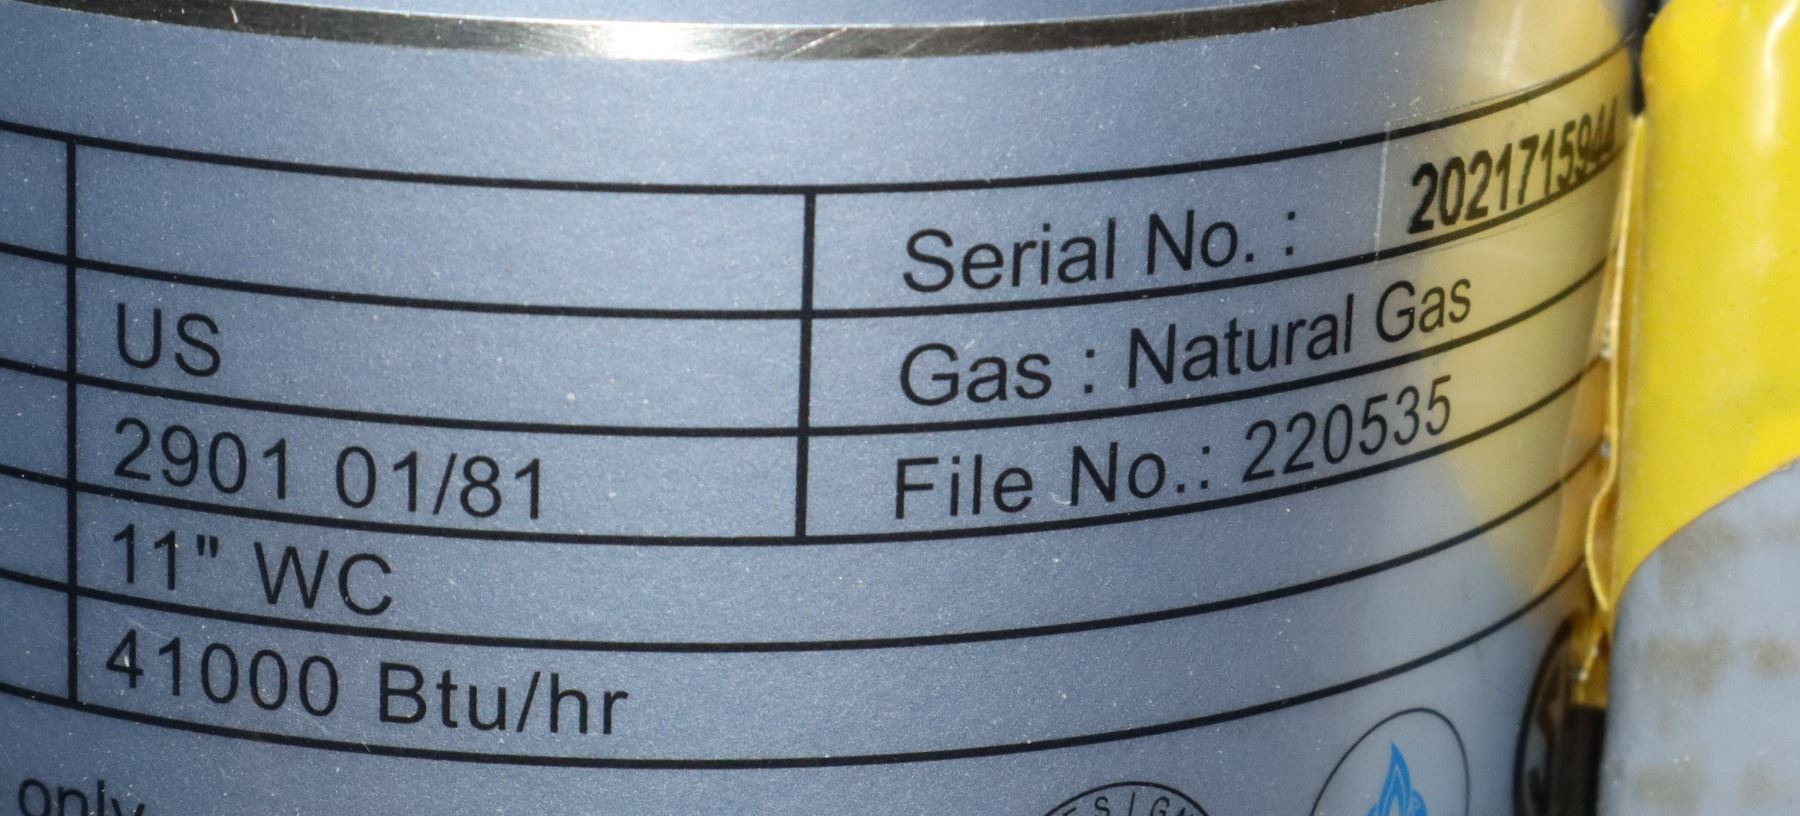 Serial No. : 2021715944
US
Gas : Natural Gas
2901 01/81
File No.: 220535
11" WC
41000 Btu/hr
only